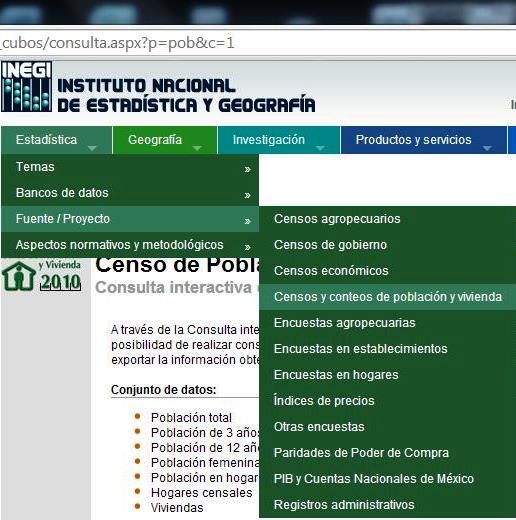 _cubos/consulta.aspx?p=pob&c=1
INEGI
INSTITUTO NACIONAL
DE ESTADÍSTICA Y GEOGRAFÍA
Estadística
Geografía
Investigación
Productos y servicios
Temas »
Bancos de datos »
Fuente / Proyecto »
Aspectos normativos y metodológicos »
Censos agropecuarios
Censos de gobierno
Censos económicos
Censos y conteos de población y vivienda
Encuestas agropecuarias
Encuestas en establecimientos
Encuestas en hogares
Índices de precios
Otras encuestas
Paridades de Poder de Compra
PIB y Cuentas Nacionales de México
Registros administrativos
y Vivienda
2010
Censo de Pobla
Consulta interactiva
A través de la Consulta inte
posibilidad de realizar cons
exportar la información obte
Conjunto de datos:
Población total
Población de 3 años
Población de 12 año
Población femenina
Población en hogar
Hogares censales
Viviendas